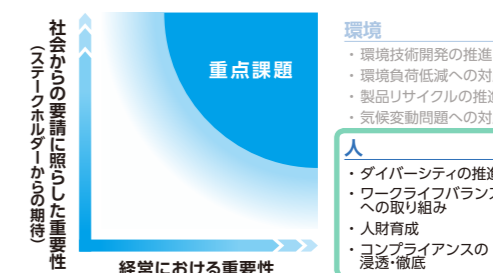 社会からの要請に照らした重要性
（ステークホルダーからの期待）
重点課題
経営における重要性
環境
・環境技術開発の推進
・環境負荷低減への対
・製品リサイクルの推進
・気候変動問題への対
人
・ダイバーシティの推進
・ワークライフバランス
への取り組み
・人財育成
・コンプライアンスの
浸透・徹底